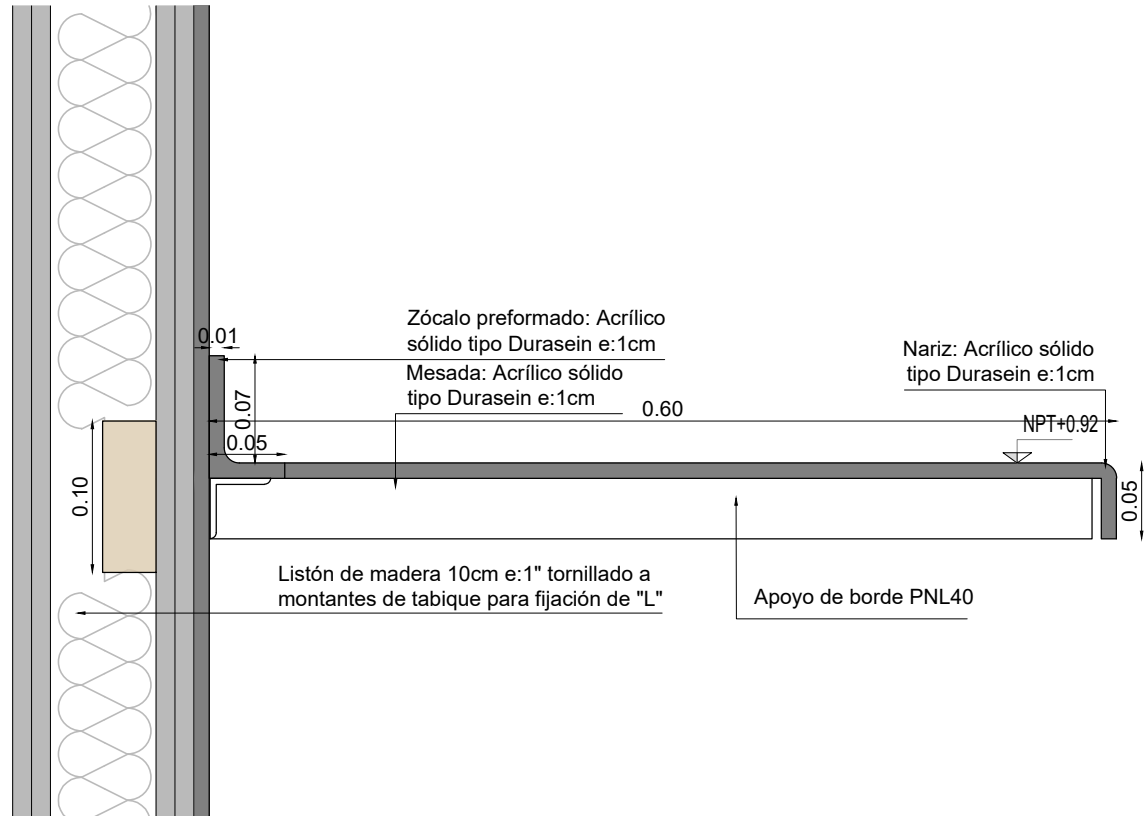 Zócalo preformado: Acrílico
sólido tipo Durasein e:1cm
Mesada: Acrílico sólido
tipo Durasein e:1cm
Nariz: Acrílico sólido
tipo Durasein e:1cm
0.01
0.07
0.60
NPT+0.92
0.05
0.10
0.05
Listón de madera 10cm e:1" tornillado a
montantes de tabique para fijación de "L"
Apoyo de borde PNL40